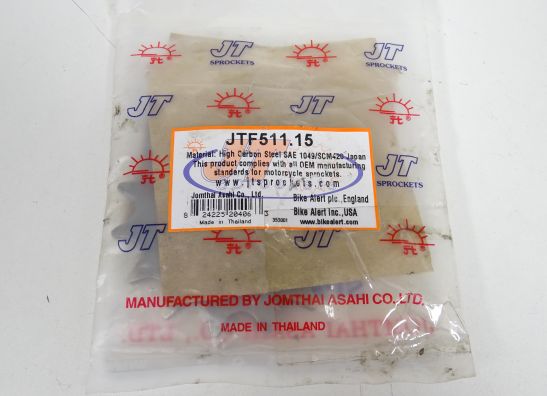 JT
SPROCKETS
JT
SPROCKETS
JT
JT
SPROCKETS
JTF511.15
Material: High Carbon Steel SAE 1049/SCM420 Japan
This product complies with all OEM manufacturing
standards for motorcycle sprockets.
www.jtsprockets.com
Jomthai Asahi Co., Ltd.
Bike Alert plc.,England
8 24225 20406 3
353001
Bike Alert Inc.,USA
Made in Thailand
www.bikealert.com
JT
JT
MANUFACTURED BY JOMTHAI ASAHI CO.,LTD.
MADE IN THAILAND